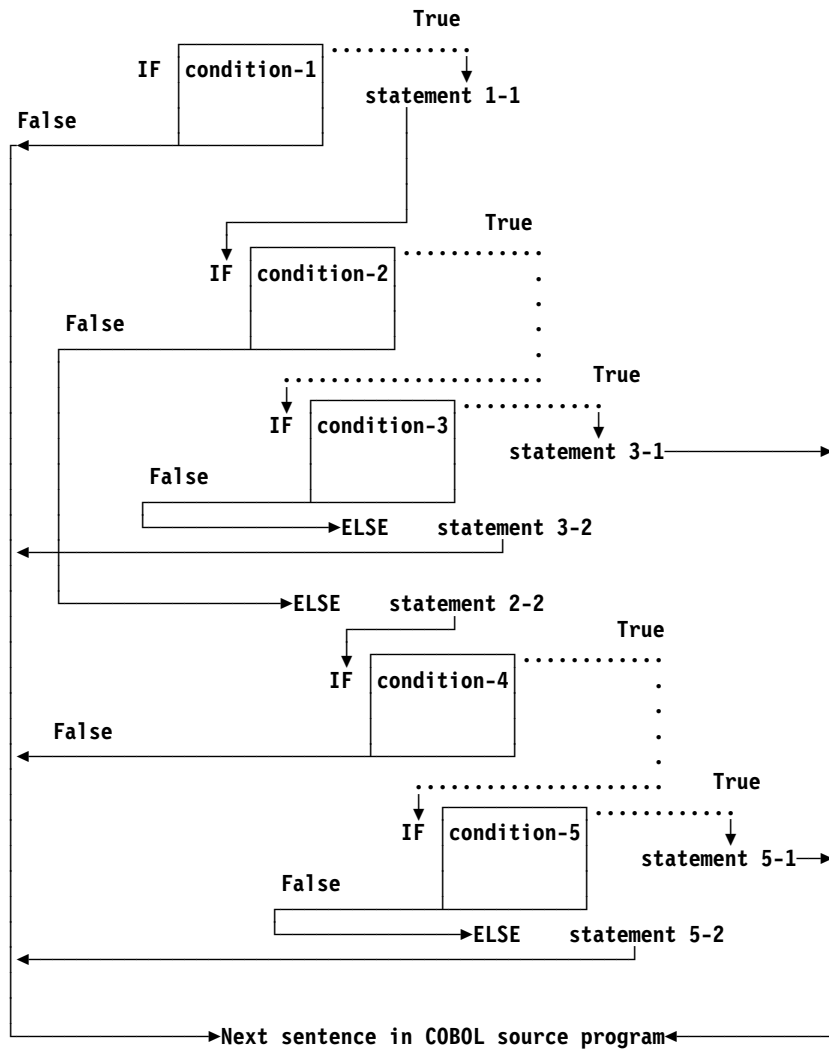 True
IF condition-1
statement 1-1
False
True
IF condition-2
False
True
IF condition-3
statement 3-1
False
ELSE statement 3-2
ELSE statement 2-2
True
IF condition-4
False
True
IF condition-5
statement 5-1
False
ELSE statement 5-2
Next sentence in COBOL source program